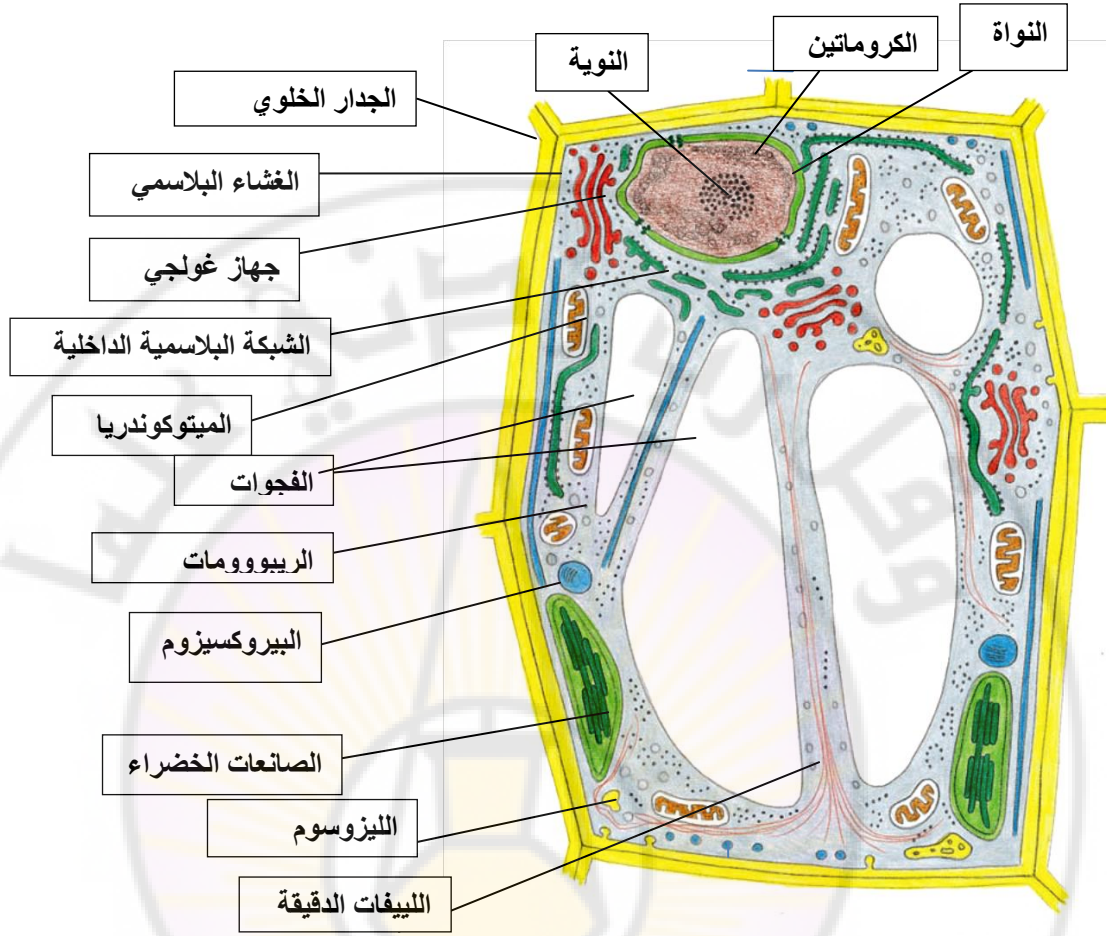 النواة
الكروماتين
النوية
الجدار الخلوي
الغشاء البلاسمي
جهاز غولجي
الشبكة البلاسمية الداخلية
الميتوكوندريا
الفجوات
الريبووومات
البيروكسيزوم
الصانعات الخضراء
الليزوسوم
اللييفات الدقيقة